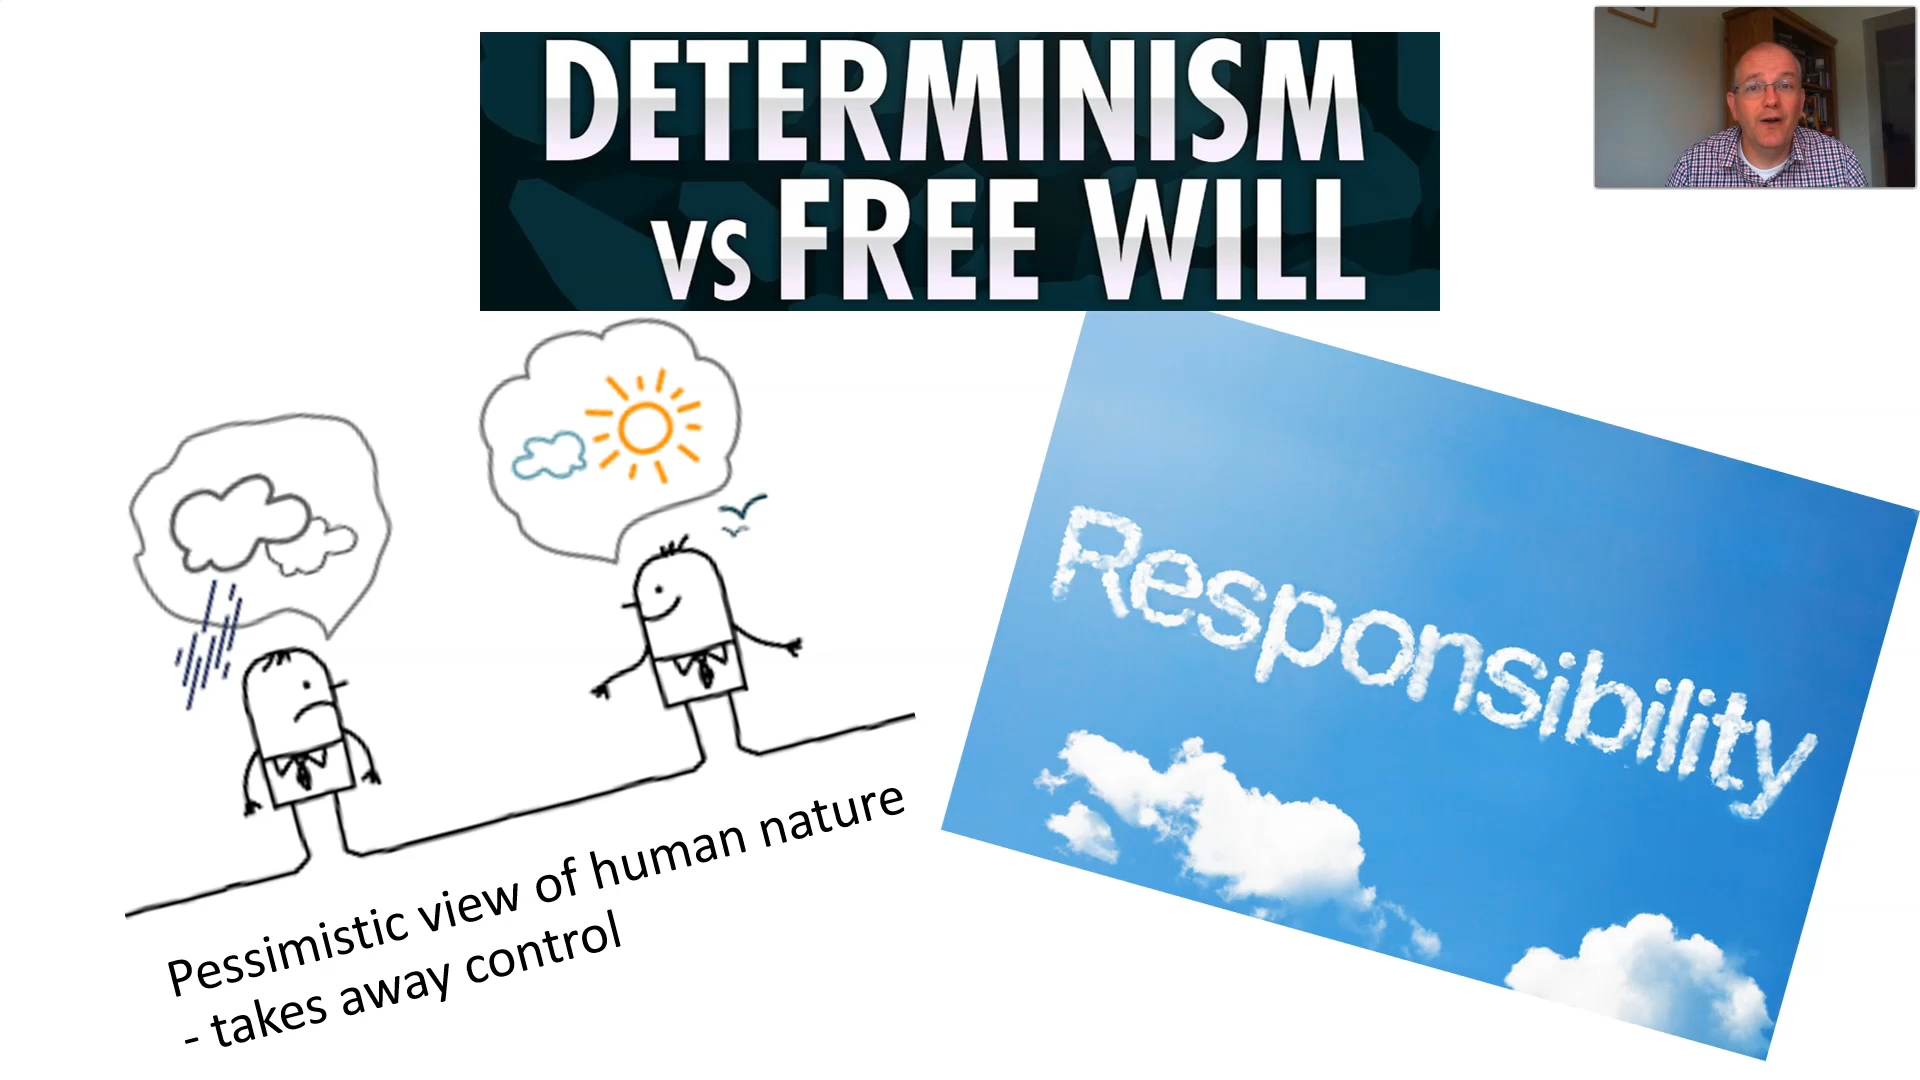 DETERMINISM
VS FREE WILL
Responsibility
Pessimistic view of human nature
- takes away control